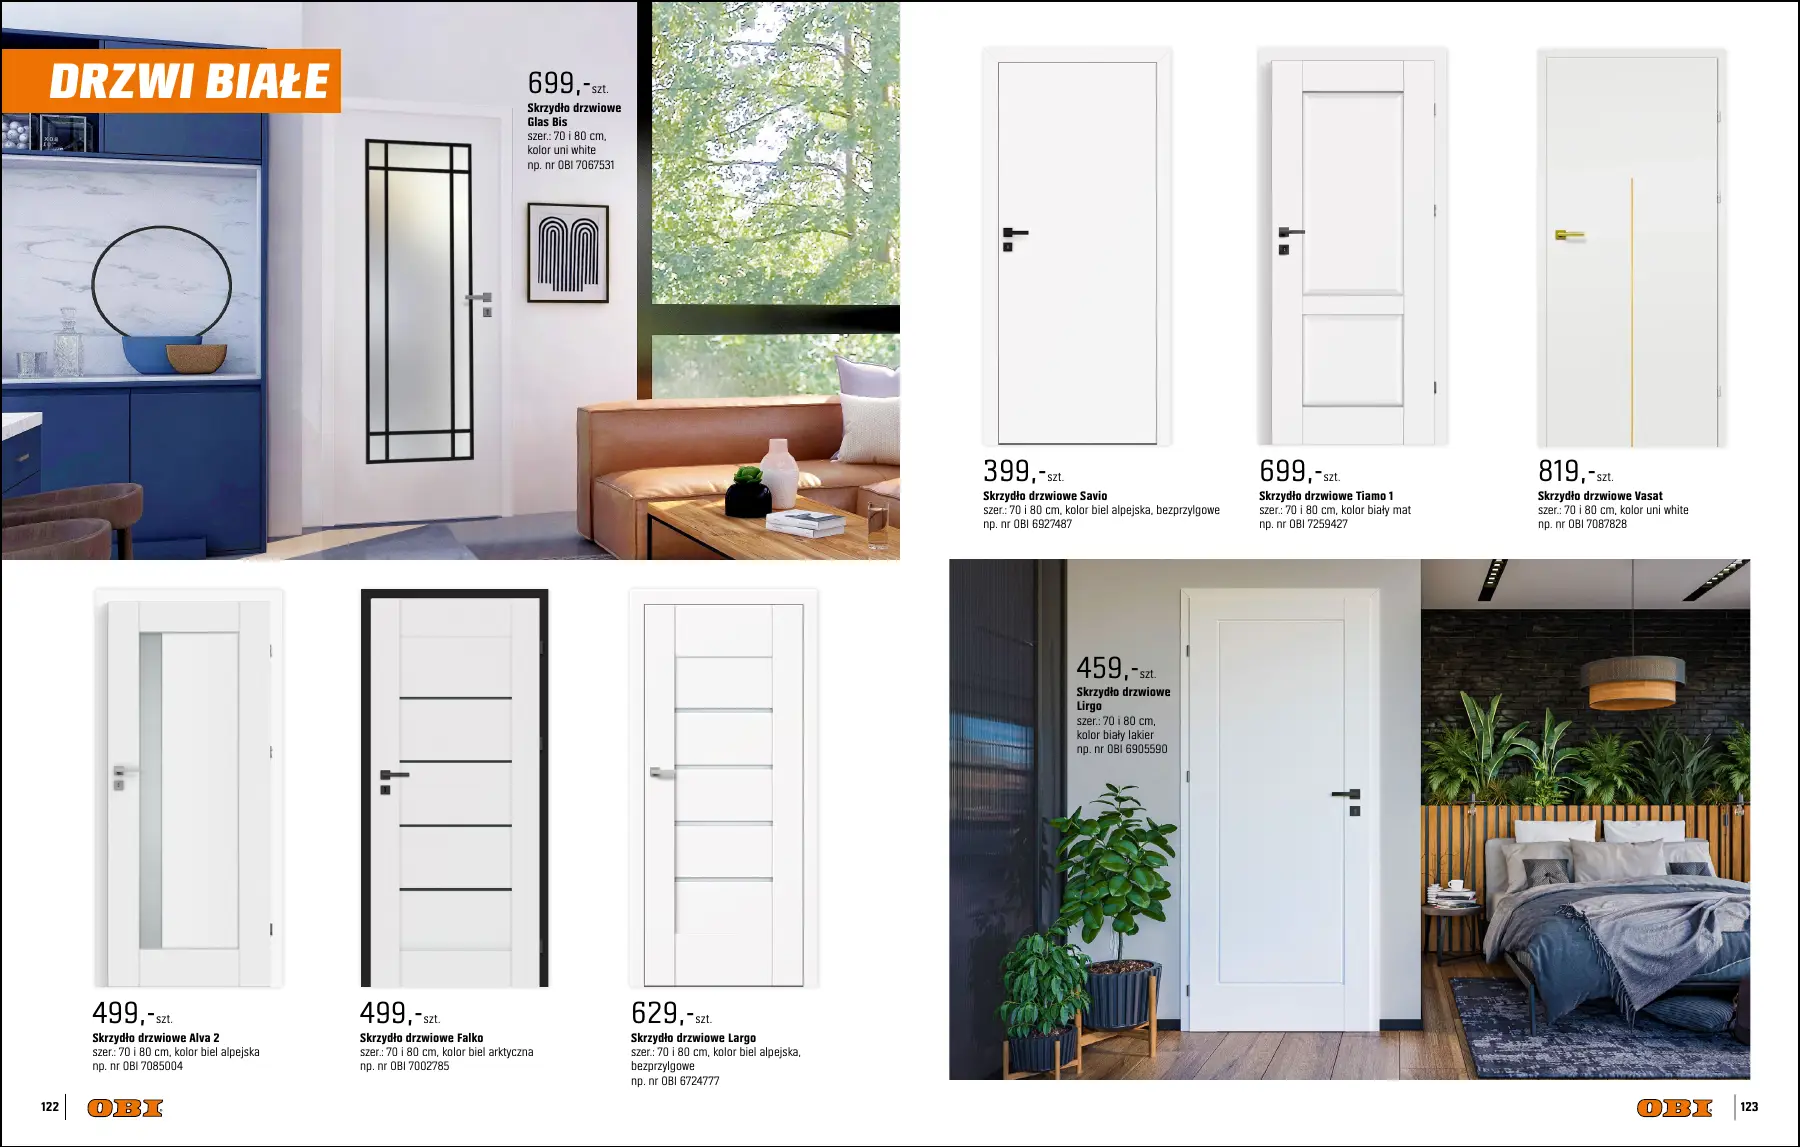 DRZWI BIAŁE
699,-szt.
Skrzydło drzwiowe
Glas Bis
szer.: 70 i 80 cm,
kolor uni white
np. nr OBI 7067531
499,-szt.
Skrzydło drzwiowe Alva 2
szer.: 70 i 80 cm, kolor biel alpejska
np. nr OBI 7085004
499,-szt.
Skrzydło drzwiowe Falko
szer.: 70 i 80 cm, kolor biel arktyczna
np. nr OBI 7002785
629,-szt.
Skrzydło drzwiowe Largo
szer.: 70 i 80 cm, kolor biel alpejska,
bezprzylgowe
np. nr OBI 6724777
122
OBI
399,-szt.
Skrzydło drzwiowe Savio
szer.: 70 i 80 cm, kolor biel alpejska, bezprzylgowe
np. nr OBI 6927487
699,-szt.
Skrzydło drzwiowe Tiamo 1
szer.: 70 i 80 cm, kolor biały mat
np. nr OBI 7259427
819,-szt.
Skrzydło drzwiowe Vasat
szer.: 70 i 80 cm, kolor uni white
np. nr OBI 7087828
459,-szt.
Skrzydło drzwiowe
Lirgo
szer.: 70 i 80 cm,
kolor biały lakier
np. nr OBI 6905590
OBI
123